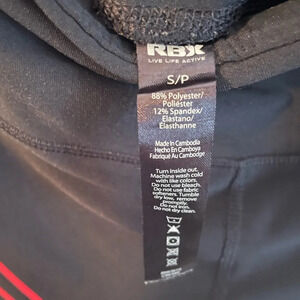 RBX
LIVE LIFE ACTIVE
S/P
88% Polyester/
Poliéster
12% Spandex/
Elastano/
Élasthanne
Made In Cambodia
Hecho En Camboya
Fabriqué Au Cambodge
Turn inside out.
Machine wash cold
with like colors.
Do not use bleach.
Do not use fabric
softeners. Tumble
dry low, remove
promptly.
Do not iron.
Do not dry clean.